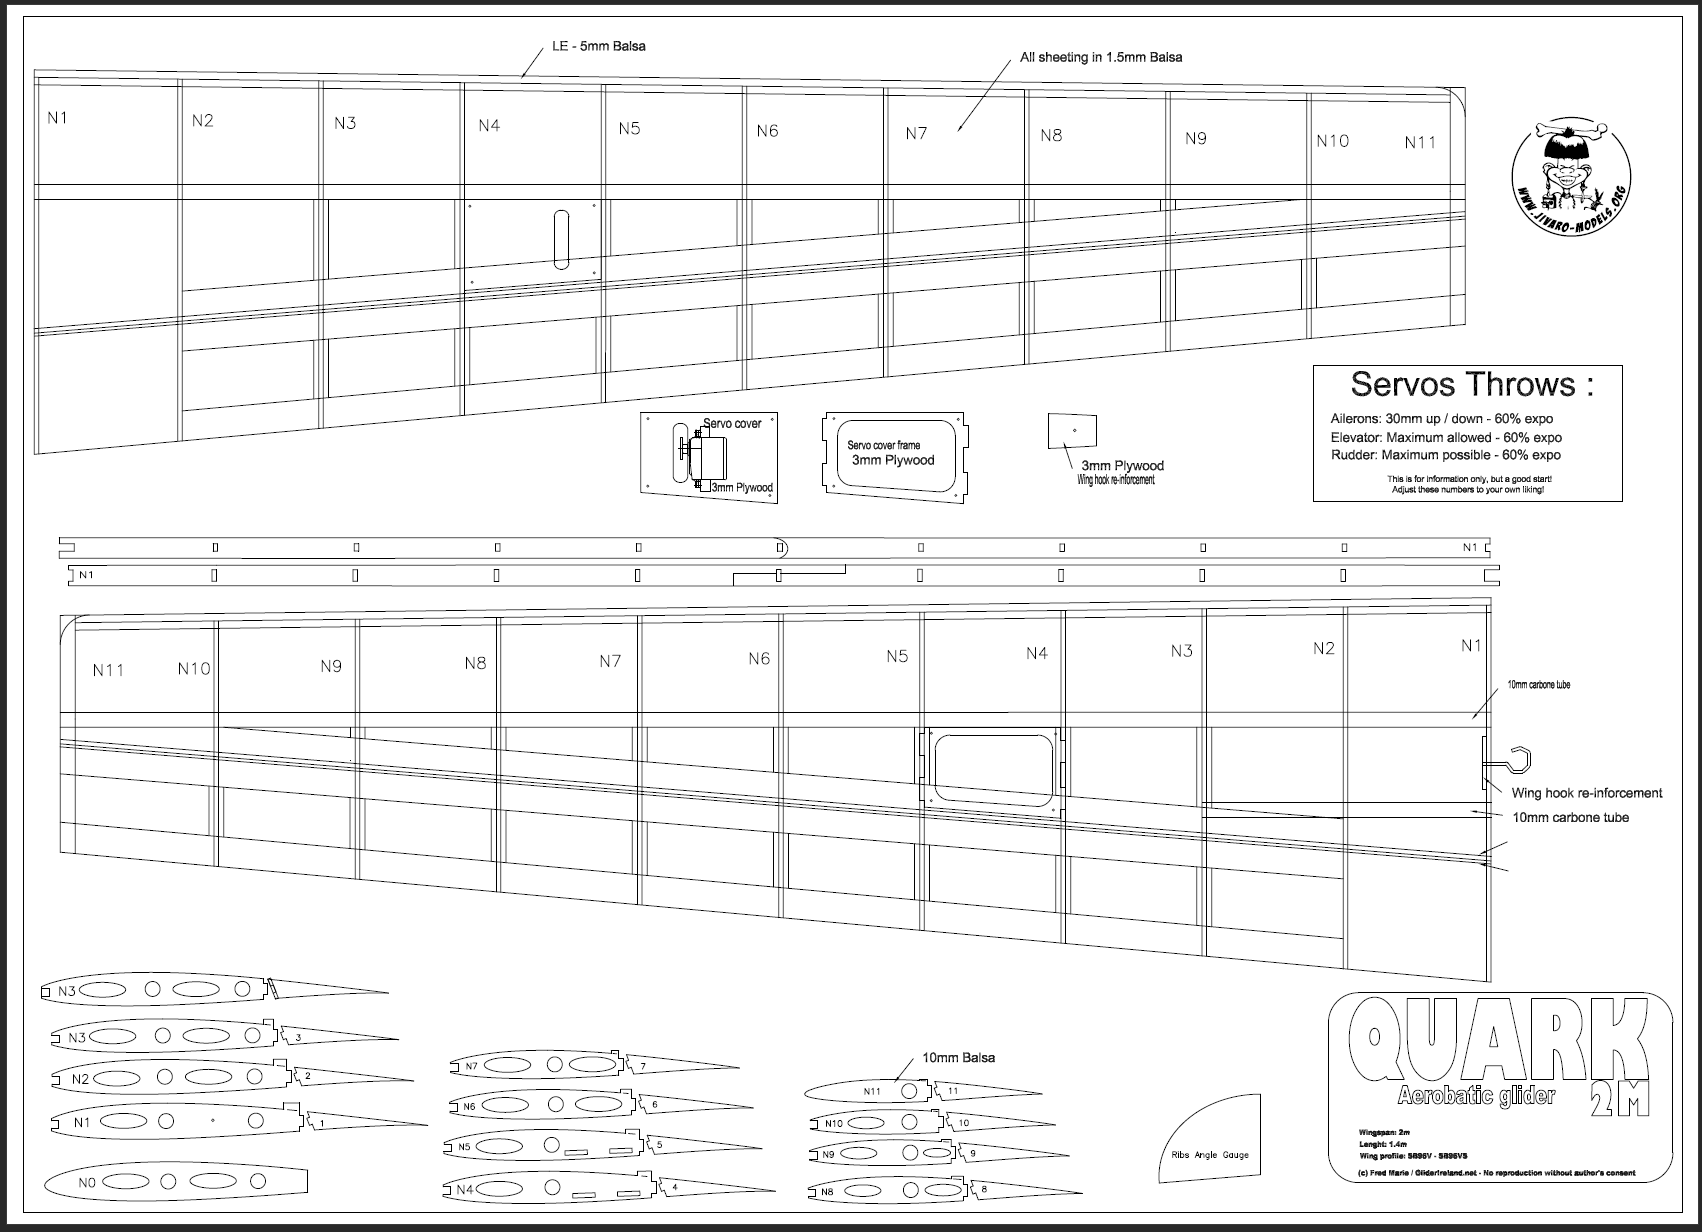 LE - 5mm Balsa
All sheeting in 1.5mm Balsa
N1
N2
N3
N4
N5
N6
N7
N8
N9
N10
N11
WWW.JIVARO-MODELS.ORG
Servos Throws :
Ailerons: 30mm up / down - 60% expo
Elevator: Maximum allowed - 60% expo
Rudder: Maximum possible - 60% expo
This is for information only, but a good start!
Adjust these numbers to your own liking!
Servo cover
3mm Plywood
Servo cover frame
3mm Plywood
3mm Plywood
Wing hook re-inforcement
N1
N1
N11
N10
N9
N8
N7
N6
N5
N4
N3
N2
N1
10mm carbone tube
Wing hook re-inforcement
10mm carbone tube
N3
N3
3
N2
2
N1
1
N0
N7
7
N6
6
N5
5
N4
4
10mm Balsa
N11
11
N10
10
N9
9
N8
8
Ribs Angle Gauge
QUARK
Aerobatic glider
2M
Wingspan: 2m
Lenght: 1.4m
Wing profile: SB96V - SB96VS
(c) Fred Marie / GliderIreland.net - No reproduction without author's consent